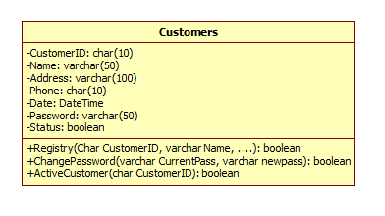 Customers
-CustomerID: char(10)
-Name: varchar(50)
-Address: varchar(100)
-Phone: char(10)
-Date: DateTime
-Password: varchar(50)
-Status: boolean
+Registry(Char CustomerID, varchar Name, ....): boolean
+ChangePassword(varchar CurrentPass, varchar newpass): boolean
+ActiveCustomer(char CustomerID): boolean